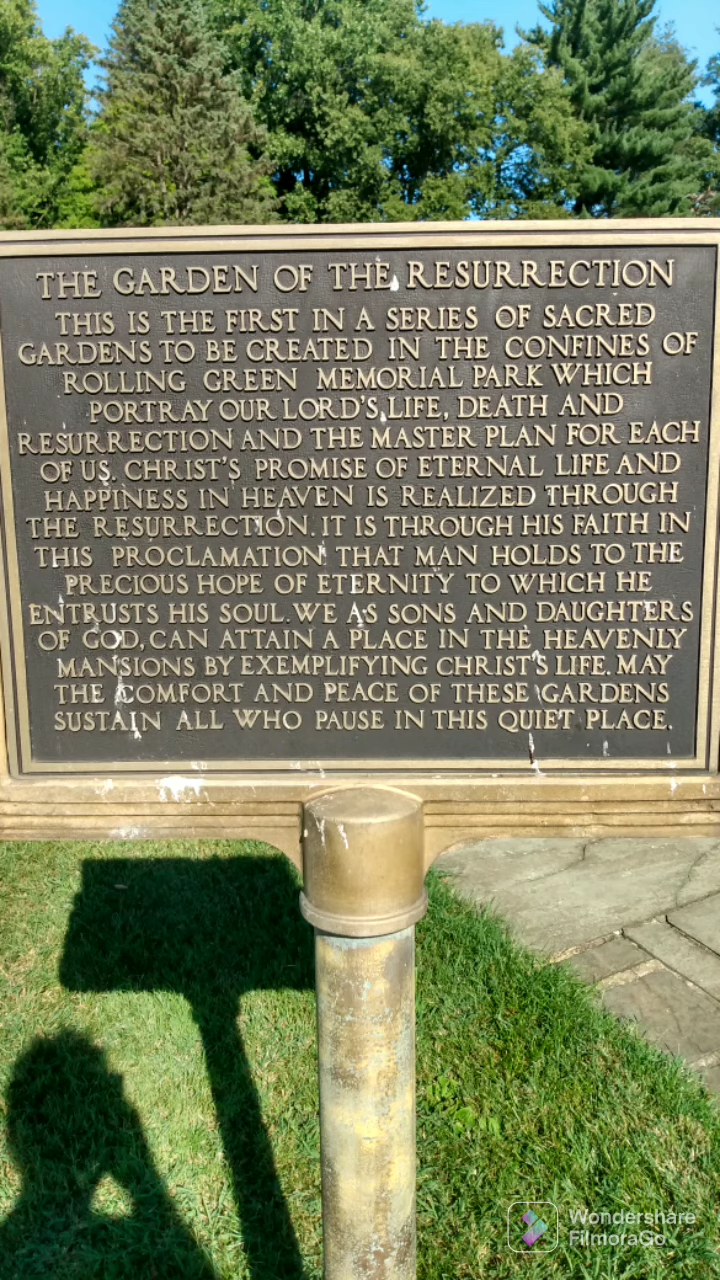 THE GARDEN OF THE RESURRECTION
THIS IS THE FIRST IN A SERIES OF SACRED
GARDENS TO BE CREATED IN THE CONFINES OF
ROLLING GREEN MEMORIAL PARK WHICH
PORTRAY OUR LORD'S LIFE, DEATH AND
RESURRECTION AND THE MASTER PLAN FOR EACH
OF US. CHRIST'S PROMISE OF ETERNAL LIFE AND
HAPPINESS IN HEAVEN IS REALIZED THROUGH
THE RESURRECTION. IT IS THROUGH HIS FAITH IN
THIS PROCLAMATION THAT MAN HOLDS TO THE
PRECIOUS HOPE OF ETERNITY TO WHICH HE
ENTRUSTS HIS SOUL. WE AS SONS AND DAUGHTERS
OF GOD, CAN ATTAIN A PLACE IN THE HEAVENLY
MANSIONS BY EXEMPLIFYING CHRIST'S LIFE. MAY
THE COMFORT AND PEACE OF THESE GARDENS
SUSTAIN ALL WHO PAUSE IN THIS QUIET PLACE.
Wondershare
FilmoraGo